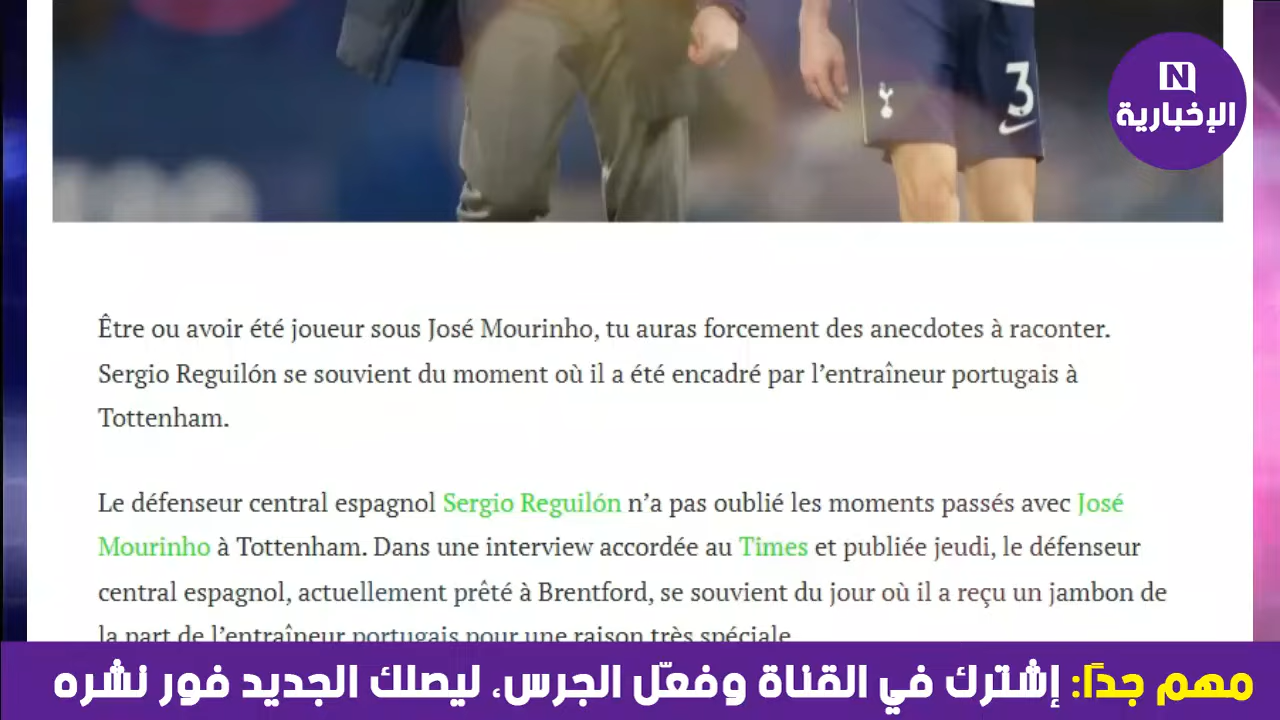 3
N
الإخبارية
Être ou avoir été joueur sous José Mourinho, tu auras forcement des anecdotes à raconter.
Sergio Reguilón se souvient du moment où il a été encadré par l’entraîneur portugais à
Tottenham.
Le défenseur central espagnol Sergio Reguilón n’a pas oublié les moments passés avec José
Mourinho à Tottenham. Dans une interview accordée au Times et publiée jeudi, le défenseur
central espagnol, actuellement prêté à Brentford, se souvient du jour où il a reçu un jambon de
la part de l’entraîneur portugais pour une raison très spéciale.
مهم جداً: إشترك في القناة وفعّل الجرس، ليصلك الجديد فور نشره